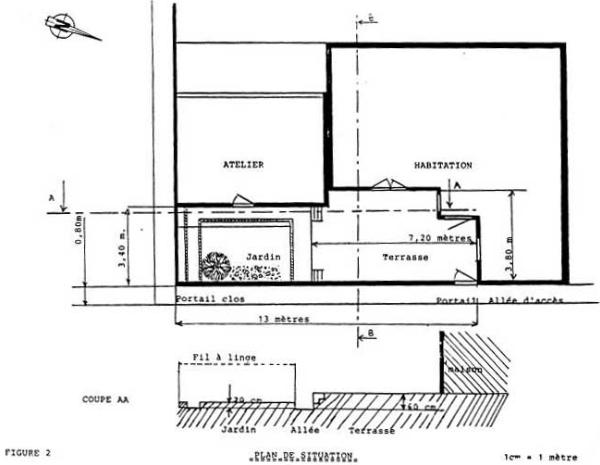 B
ATELIER
HABITATION
A
A
0,80m
3,40 m.
7,20 mètres
3,80 m
Jardin
Terrasse
Portail clos
Portail
Allée d'accès
13 mètres
B
Fil à linge
maison
COUPE AA
20 cm
40 cm
Jardin
Allée
Terrasse
FIGURE 2
PLAN DE SITUATION
1cm = 1 mètre